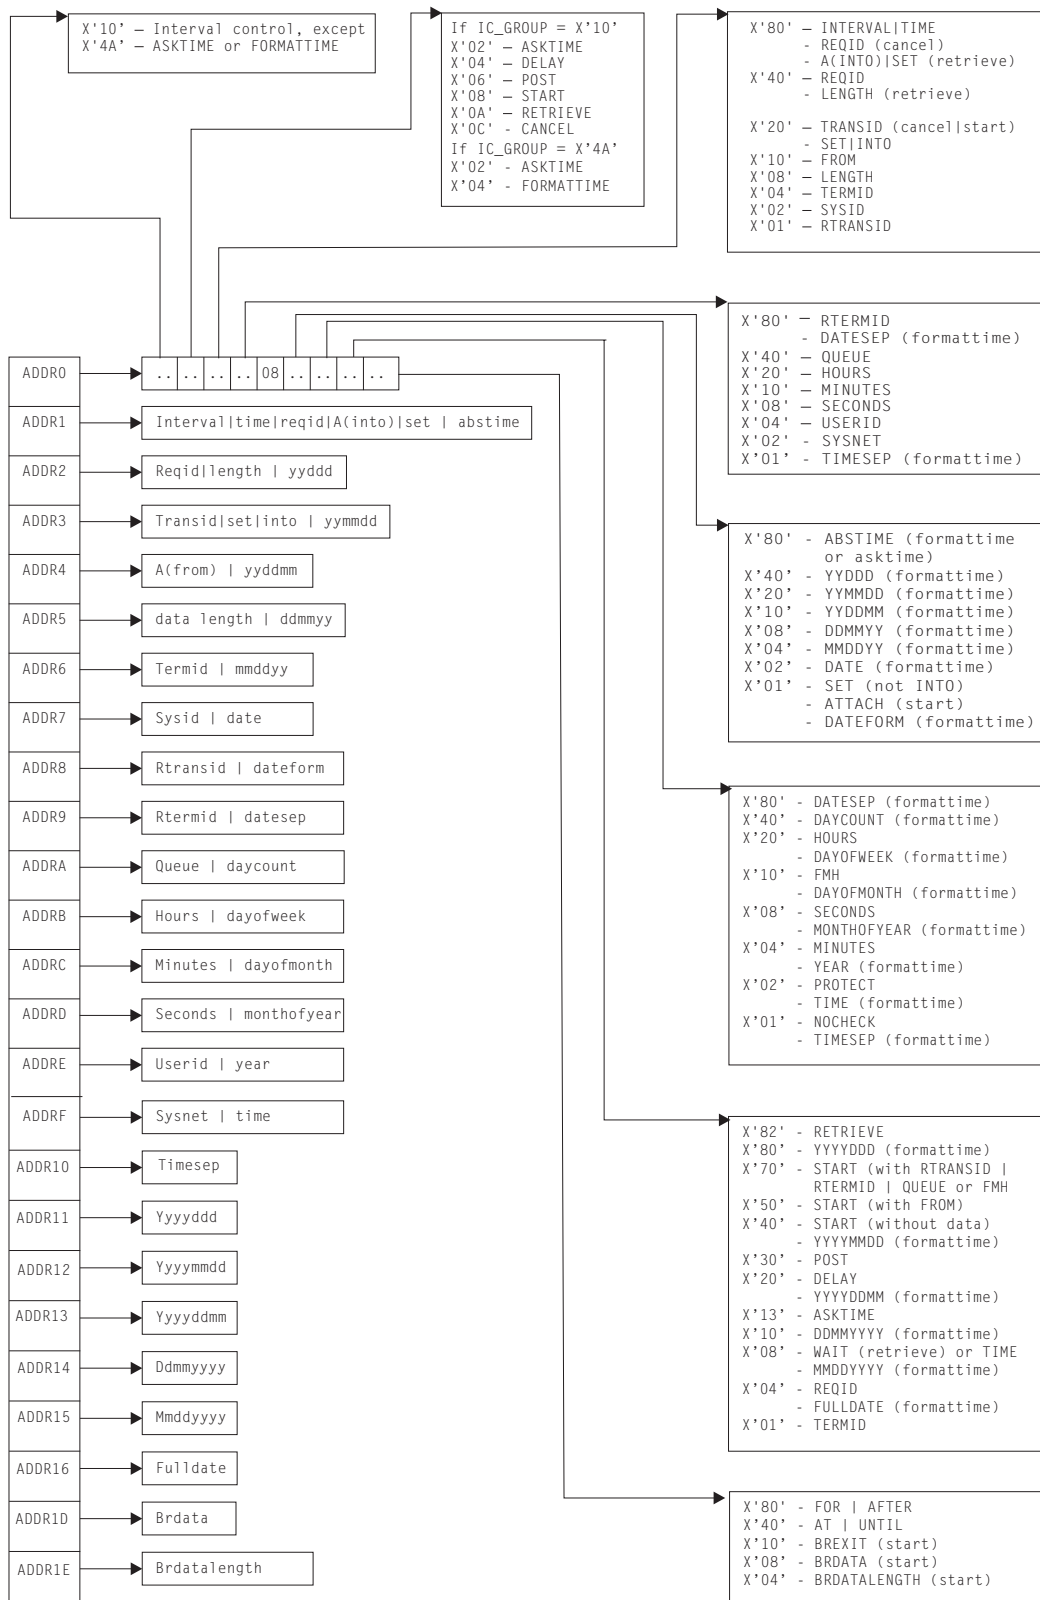 X'10' – Interval control, except
X'4A' – ASKTIME or FORMATTIME
If IC_GROUP = X'10'
X'02' – ASKTIME
X'04' – DELAY
X'06' – POST
X'08' – START
X'0A' – RETRIEVE
X'0C' - CANCEL
If IC_GROUP = X'4A'
X'02' - ASKTIME
X'04' - FORMATTIME
X'80' – INTERVAL|TIME
- REQID (cancel)
- A(INTO)|SET (retrieve)
X'40' – REQID
- LENGTH (retrieve)
X'20' – TRANSID (cancel|start)
- SET|INTO
X'10' – FROM
X'08' – LENGTH
X'04' – TERMID
X'02' – SYSID
X'01' – RTRANSID
X'80' – RTERMID
- DATESEP (formattime)
X'40' – QUEUE
X'20' – HOURS
X'10' – MINUTES
X'08' – SECONDS
X'04' – USERID
X'02' - SYSNET
X'01' - TIMESEP (formattime)
X'80' - ABSTIME (formattime
or asktime)
X'40' - YYDDD (formattime)
X'20' - YYMMDD (formattime)
X'10' - YYDDMM (formattime)
X'08' - DDMMYY (formattime)
X'04' - MMDDYY (formattime)
X'02' - DATE (formattime)
X'01' - SET (not INTO)
- ATTACH (start)
- DATEFORM (formattime)
X'80' - DATESEP (formattime)
X'40' - DAYCOUNT (formattime)
X'20' - HOURS
- DAYOFWEEK (formattime)
X'10' - FMH
- DAYOFMONTH (formattime)
X'08' - SECONDS
- MONTHOFYEAR (formattime)
X'04' - MINUTES
- YEAR (formattime)
X'02' - PROTECT
- TIME (formattime)
X'01' - NOCHECK
- TIMESEP (formattime)
X'82' - RETRIEVE
X'80' - YYYYDDD (formattime)
X'70' - START (with RTRANSID |
RTERMID | QUEUE or FMH
X'50' - START (with FROM)
X'40' - START (without data)
- YYYYMMDD (formattime)
X'30' - POST
X'20' - DELAY
- YYYYDDMM (formattime)
X'13' - ASKTIME
X'10' - DDMMYYYY (formattime)
X'08' - WAIT (retrieve) or TIME
- MMDDYYYY (formattime)
X'04' - REQID
- FULLDATE (formattime)
X'01' - TERMID
X'80' - FOR | AFTER
X'40' - AT | UNTIL
X'10' - BREXIT (start)
X'08' - BRDATA (start)
X'04' - BRDATALENGTH (start)
ADDR0 .. .. .. .. 08 .. .. .. ..
ADDR1 Interval|time|reqid|A(into)|set | abstime
ADDR2 Reqid|length | yyddd
ADDR3 Transid|set|into | yymmdd
ADDR4 A(from) | yyddmm
ADDR5 data length | ddmmyy
ADDR6 Termid | mmddyy
ADDR7 Sysid | date
ADDR8 Rtransid | dateform
ADDR9 Rtermid | datesep
ADDRA Queue | daycount
ADDRB Hours | dayofweek
ADDRC Minutes | dayofmonth
ADDRD Seconds | monthofyear
ADDRE Userid | year
ADDRF Sysnet | time
ADDR10 Timesep
ADDR11 Yyyyddd
ADDR12 Yyyymmdd
ADDR13 Yyyyddmm
ADDR14 Ddmmyyyy
ADDR15 Mmddyyyy
ADDR16 Fulldate
ADDR1D Brdata
ADDR1E Brdatalength